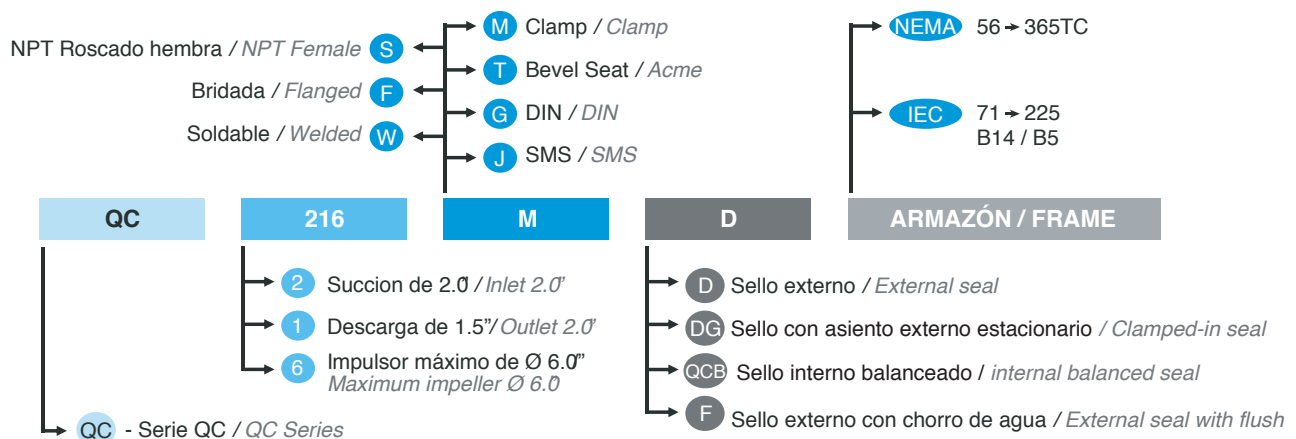 NPT Roscado hembra / NPT Female S
Bridada / Flanged F
Soldable / Welded W
M Clamp / Clamp
T Bevel Seat / Acme
G DIN / DIN
J SMS / SMS
NEMA 56 → 365TC
IEC 71 → 225
B14 / B5
QC 216 M D ARMAZÓN / FRAME
2 Succion de 2.0" / Inlet 2.0"
1 Descarga de 1.5"/ Outlet 2.0"
6 Impulsor máximo de Ø 6.0"
Maximum impeller Ø 6.0"
QC - Serie QC / QC Series
D Sello externo / External seal
DG Sello con asiento externo estacionario / Clamped-in seal
QCB Sello interno balanceado / internal balanced seal
F Sello externo con chorro de agua / External seal with flush